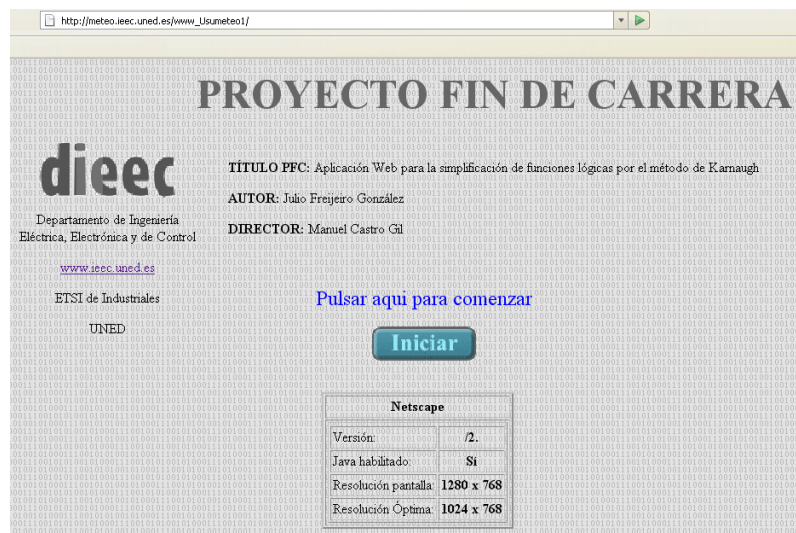 http://meteo.ieec.uned.es/www_Usumeteo1/
PROYECTO FIN DE CARRERA
dieec
Departamento de Ingeniería
Eléctrica, Electrónica y de Control
www.ieec.uned.es
ETSI de Industriales
UNED
TÍTULO PFC: Aplicación Web para la simplificación de funciones lógicas por el método de Karnaugh
AUTOR: Julio Freijeiro González
DIRECTOR: Manuel Castro Gil
Pulsar aqui para comenzar
Iniciar
Netscape
Versión: /2.
Java habilitado: Sí
Resolución pantalla: 1280 x 768
Resolución Óptima: 1024 x 768